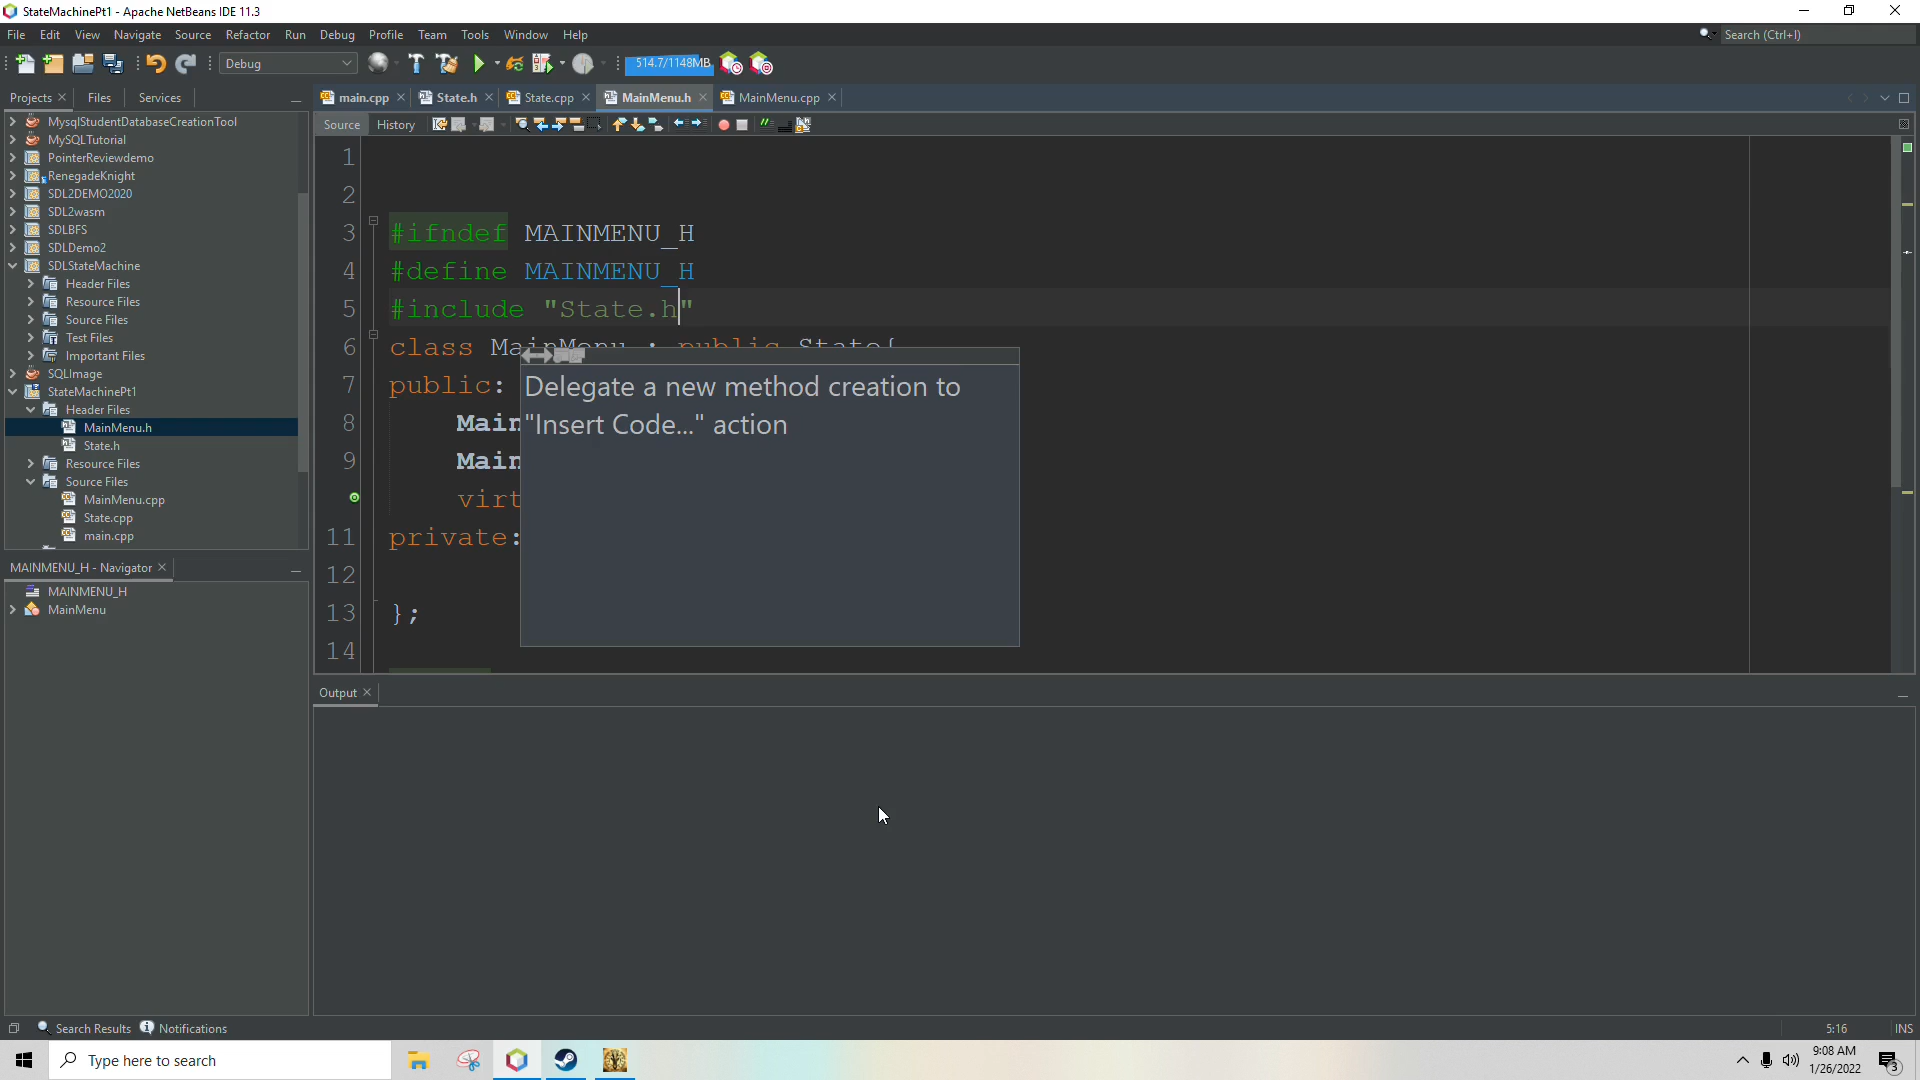 StateMachinePt1 - Apache NetBeans IDE 11.3
File Edit View Navigate Source Refactor Run Debug Profile Team Tools Window Help
Search (Ctrl+I)
Debug
514.7/1148MB
Projects Files Services
main.cpp State.h State.cpp MainMenu.h MainMenu.cpp
Source History
MysqlStudentDatabaseCreationTool
MySQLTutorial
PointerReviewdemo
RenegadeKnight
SDL2DEMO2020
SDL2wasm
SDLBFS
SDLDemo2
SDLStateMachine
Header Files
Resource Files
Source Files
Test Files
Important Files
SQLImage
StateMachinePt1
Header Files
MainMenu.h
State.h
Resource Files
Source Files
MainMenu.cpp
State.cpp
main.cpp
1
2
3 #ifndef MAINMENU_H
4 #define MAINMENU_H
5 #include "State.h"
6 class MainMenu : public State{
7 public:
8 Main
9 Main
virt
11 private:
12
13 };
14
Delegate a new method creation to
"Insert Code..." action
MAINMENU_H - Navigator
MAINMENU_H
MainMenu
Output
Search Results Notifications
5:16 INS
Type here to search
9:08 AM
1/26/2022
3